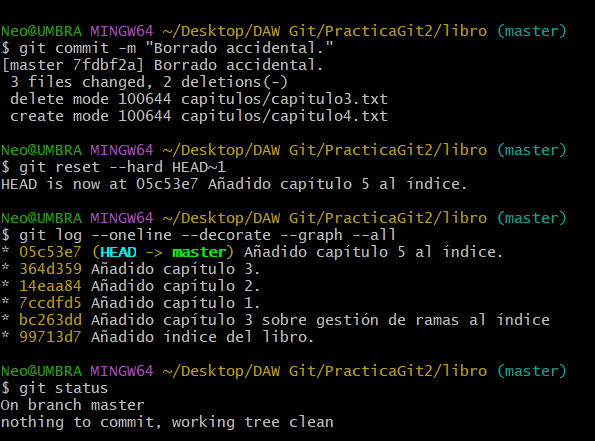 Neo@UMBRA MINGW64 ~/Desktop/DAW Git/PracticaGit2/libro (master)
$ git commit -m "Borrado accidental."
[master 7fdbf2a] Borrado accidental.
 3 files changed, 2 deletions(-)
 delete mode 100644 capitulos/capitulo3.txt
 create mode 100644 capitulos/capitulo4.txt

Neo@UMBRA MINGW64 ~/Desktop/DAW Git/PracticaGit2/libro (master)
$ git reset --hard HEAD~1
HEAD is now at 05c53e7 Añadido capítulo 5 al índice.

Neo@UMBRA MINGW64 ~/Desktop/DAW Git/PracticaGit2/libro (master)
$ git log --oneline --decorate --graph --all
* 05c53e7 (HEAD -> master) Añadido capítulo 5 al índice.
* 364d359 Añadido capítulo 3.
* 14eaa84 Añadido capítulo 2.
* 7ccdfd5 Añadido capítulo 1.
* bc263dd Añadido capítulo 3 sobre gestión de ramas al índice
* 99713d7 Añadido índice del libro.

Neo@UMBRA MINGW64 ~/Desktop/DAW Git/PracticaGit2/libro (master)
$ git status
On branch master
nothing to commit, working tree clean